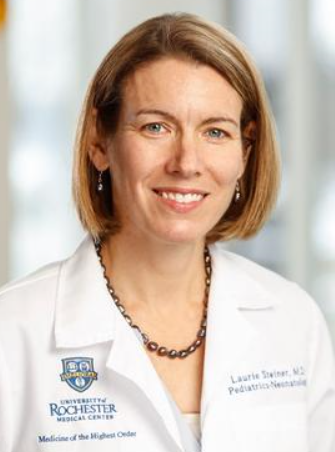 UNIVERSITY of
ROCHESTER
MEDICAL CENTER
Medicine of the Highest Order
Laurie Steiner, M.D.
Pediatrics-Neonatology